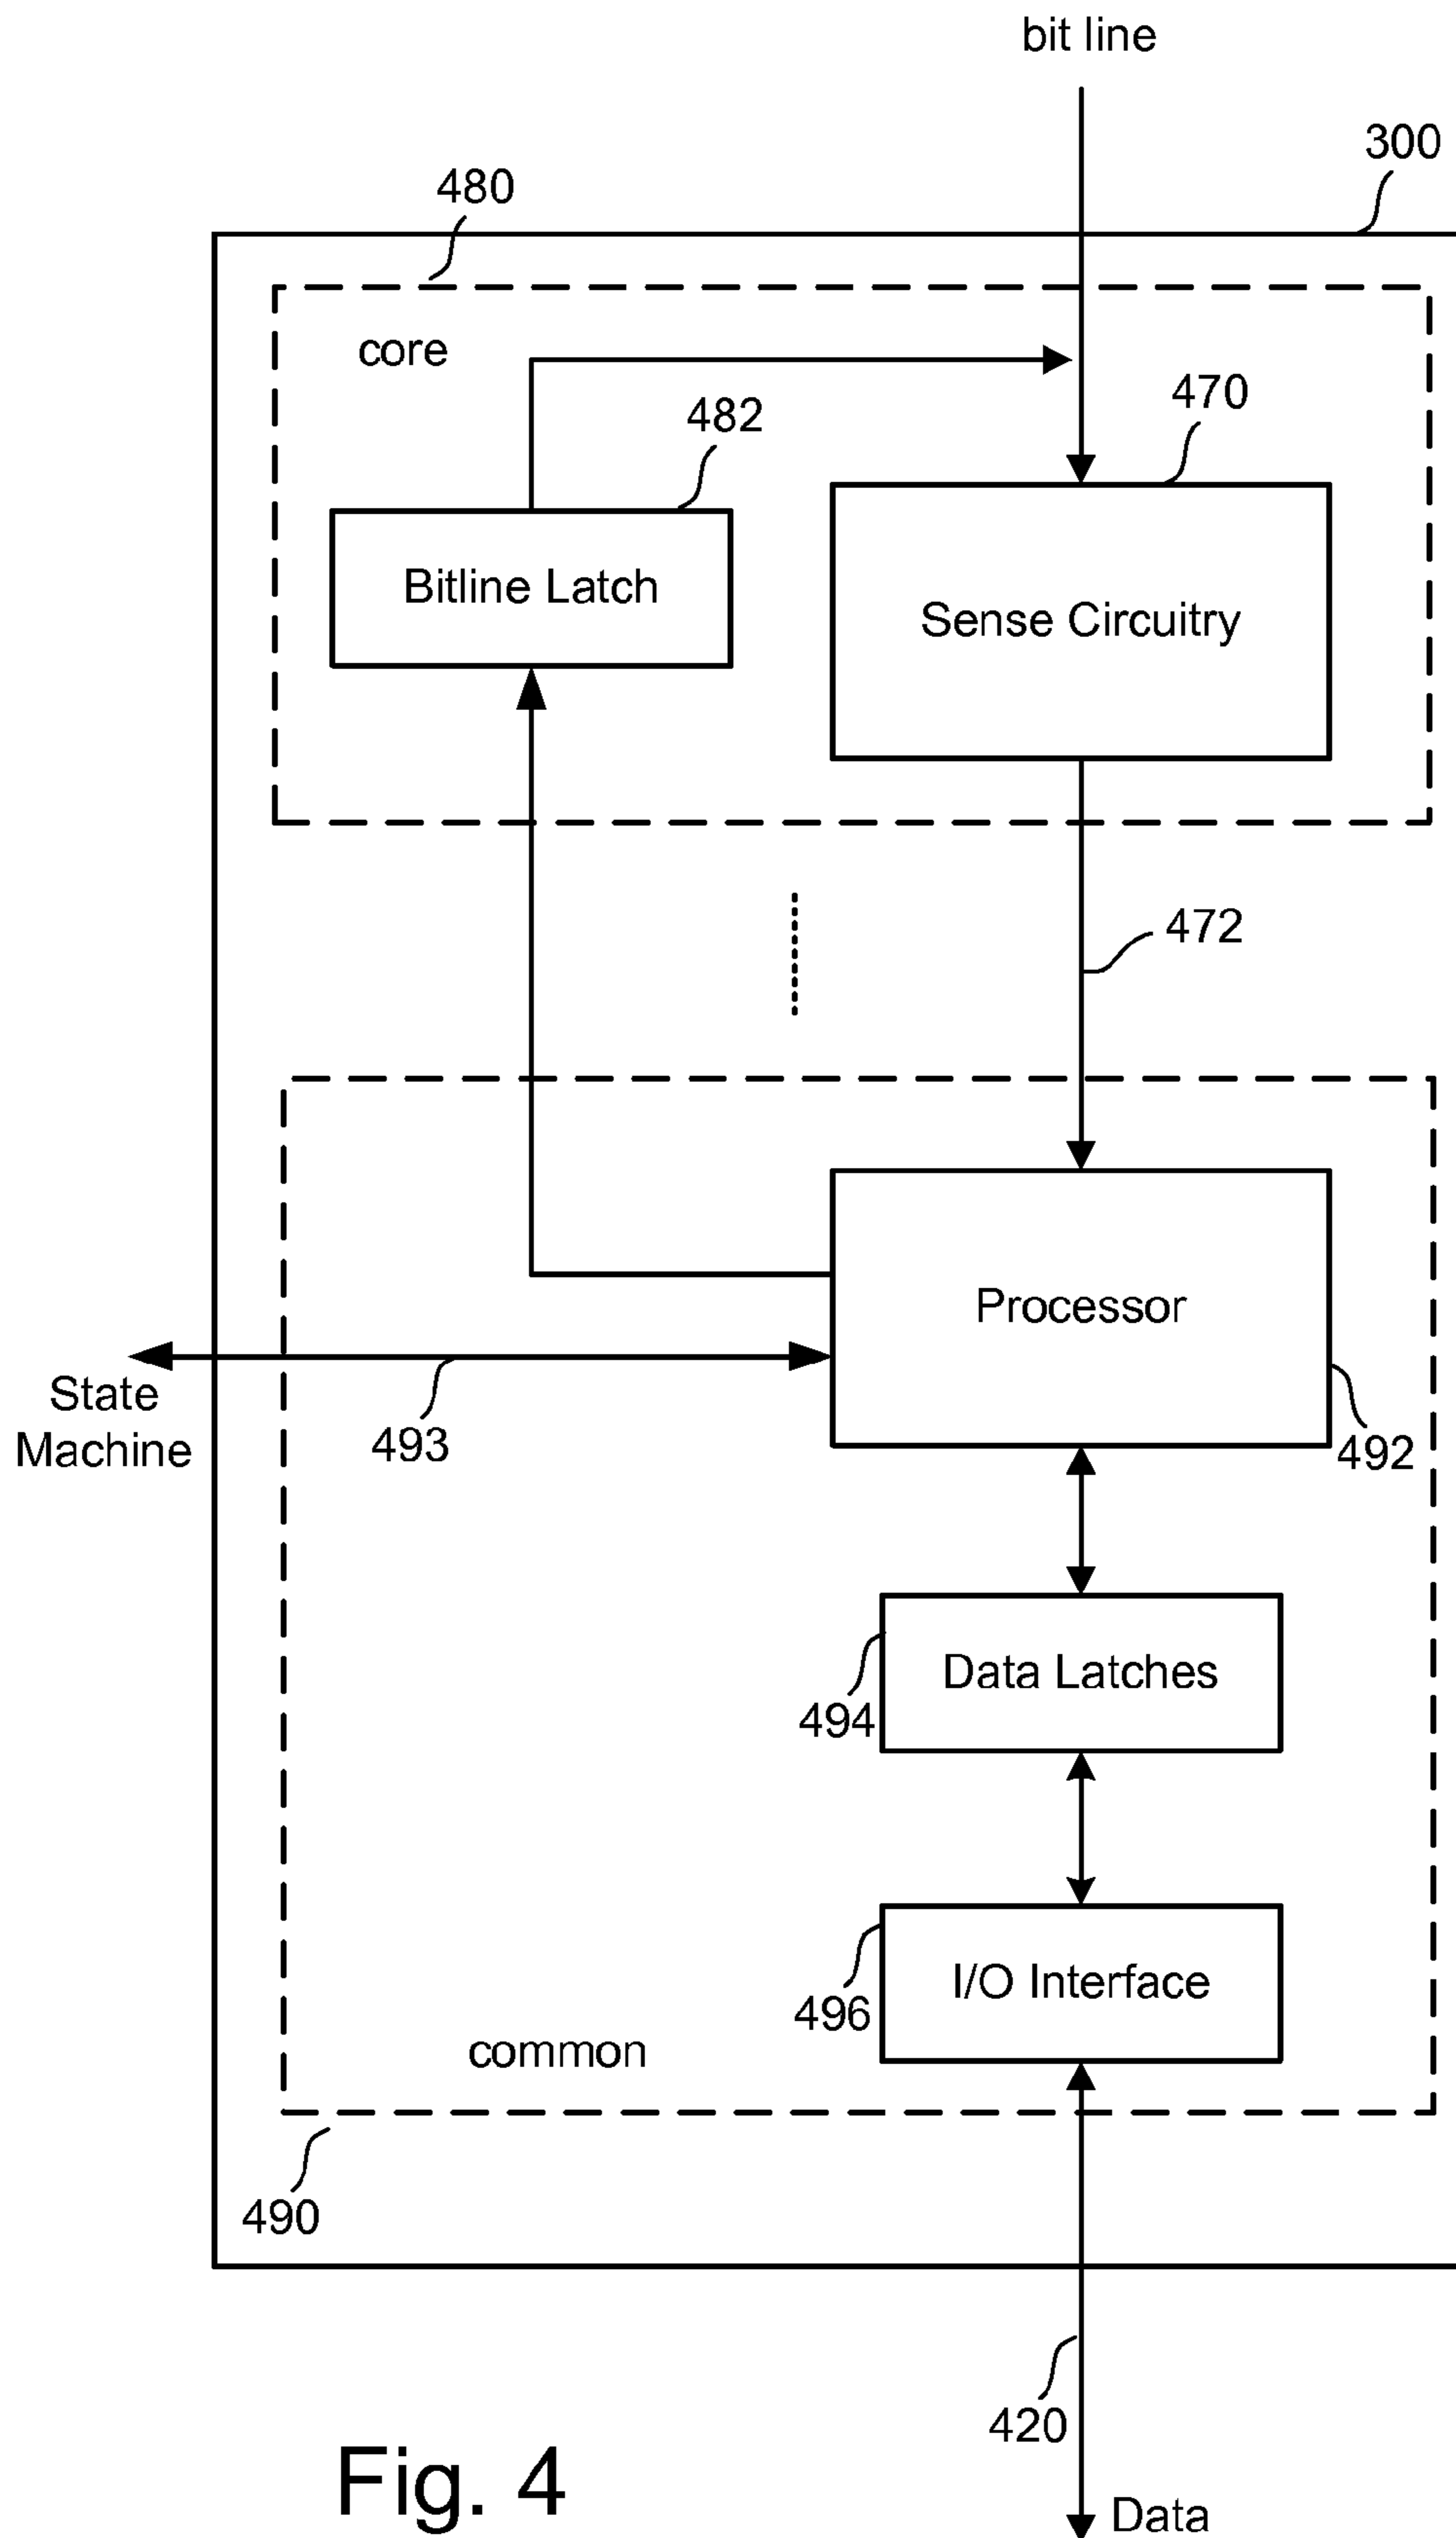 bit line
300
480
core
470
482
Bitline Latch
Sense Circuitry
472
Processor
State
Machine
493
492
Data Latches
494
I/O Interface
496
common
490
420
Fig. 4
Data